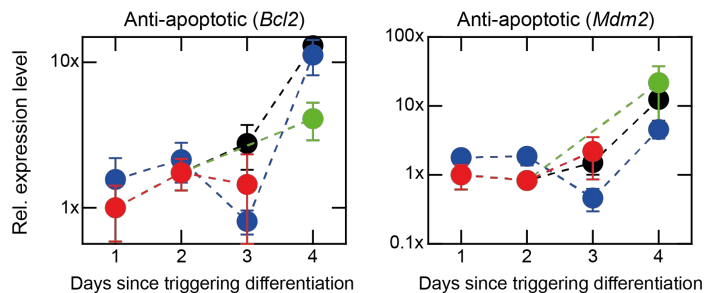 Anti-apoptotic (Bcl2)
Anti-apoptotic (Mdm2)
Rel. expression level
10x
1x
1 2 3 4
Days since triggering differentiation
100x
10x
1x
0.1x
1 2 3 4
Days since triggering differentiation